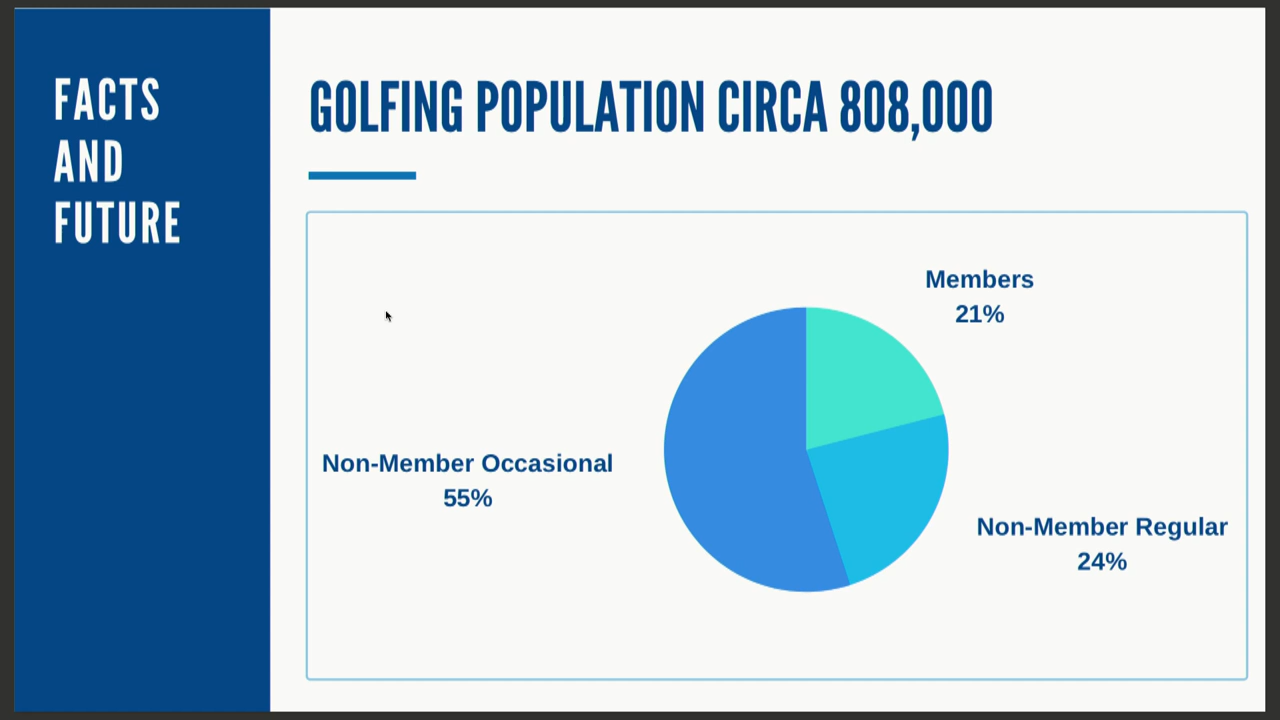 FACTS
AND
FUTURE
GOLFING POPULATION CIRCA 808,000
Members
21%
Non-Member Occasional
55%
Non-Member Regular
24%